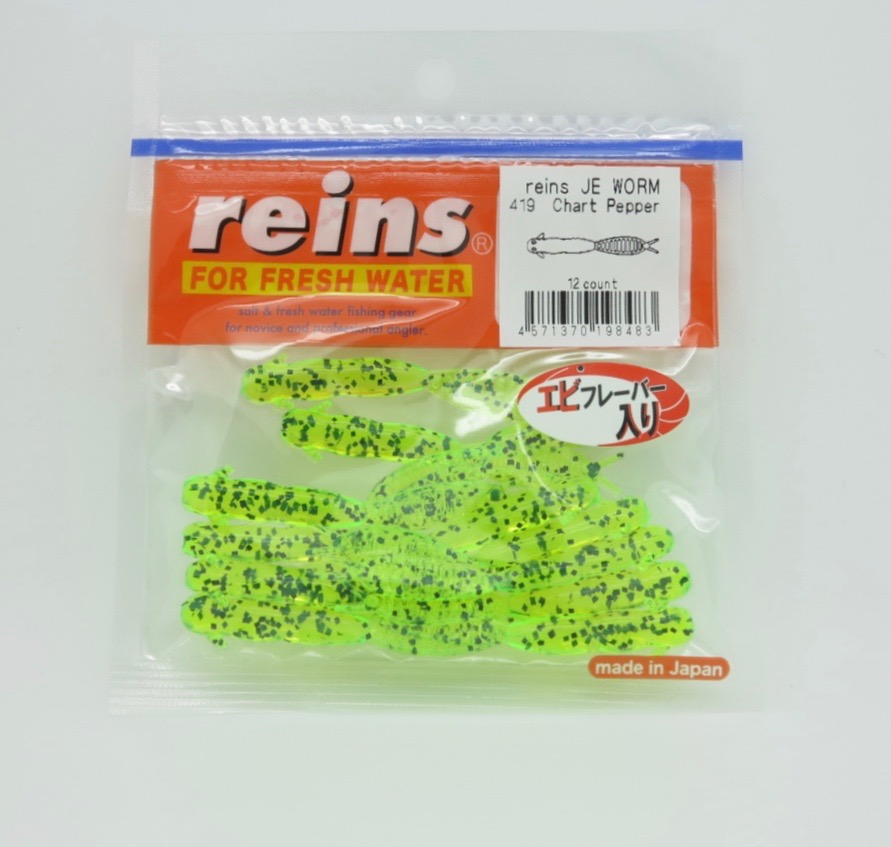 reins®
FOR FRESH WATER
salt & fresh water fishing gear
for novice and professional angler.
reins JE WORM
419 Chart Pepper
12 count
4 571370 198483
エビフレーバー
入り
made in Japan